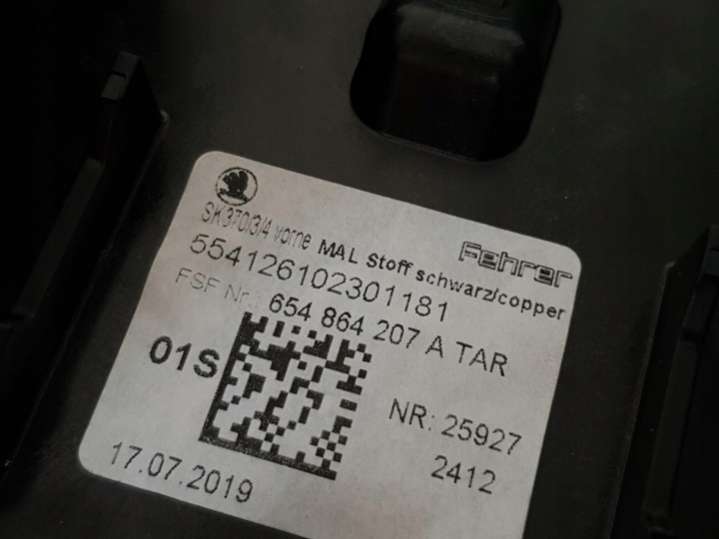 SK370/3/4 vorne MAL Stoff schwarz/copper
Fehrer
554126102301181
FSF Nr.: 654 864 207 A TAR
01S
NR: 25927
2412
17.07.2019